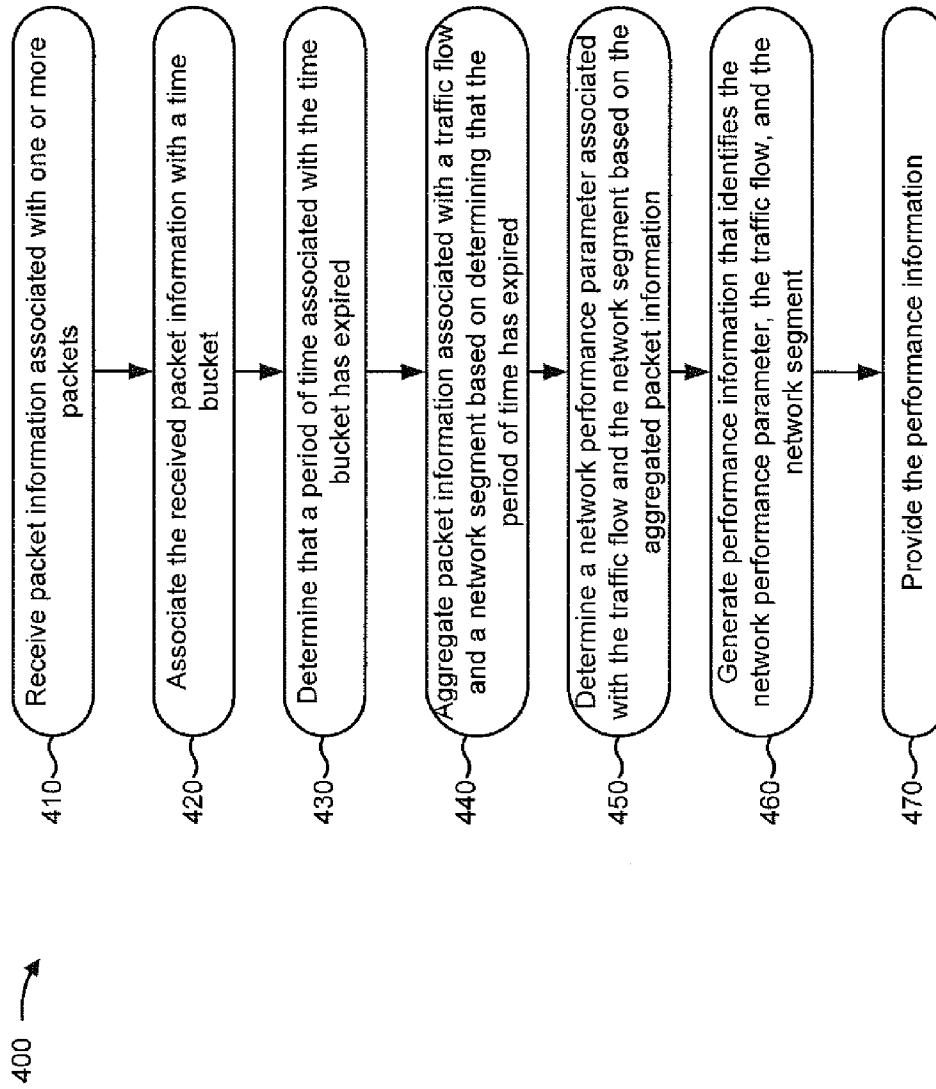 400
410
Receive packet information associated with one or more
packets
420
Associate the received packet information with a time
bucket
430
Determine that a period of time associated with the time
bucket has expired
440
Aggregate packet information associated with a traffic flow
and a network segment based on determining that the
period of time has expired
450
Determine a network performance parameter associated
with the traffic flow and the network segment based on the
aggregated packet information
460
Generate performance information that identifies the
network performance parameter, the traffic flow, and the
network segment
470
Provide the performance information